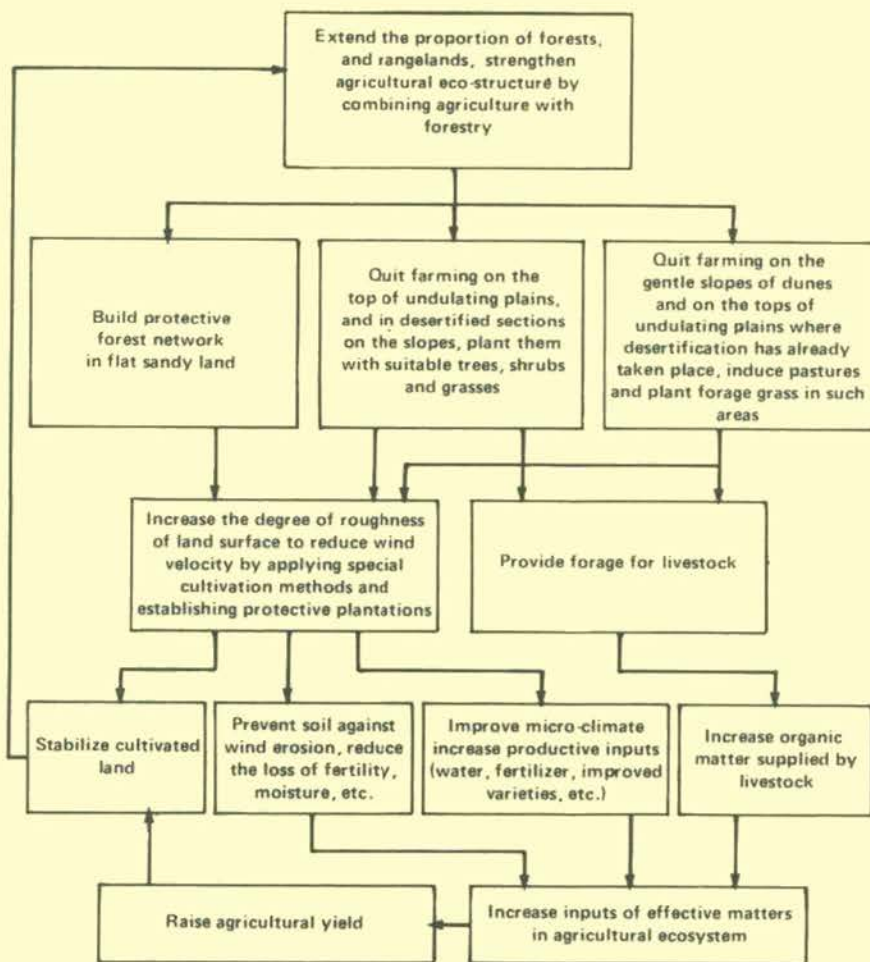 Extend the proportion of forests,
and rangelands, strengthen
agricultural eco-structure by
combining agriculture with
forestry
Build protective
forest network
in flat sandy land
Quit farming on the
top of undulating plains,
and in desertified sections
on the slopes, plant them
with suitable trees, shrubs
and grasses
Quit farming on the
gentle slopes of dunes
and on the tops of
undulating plains where
desertification has already
taken place, induce pastures
and plant forage grass in such
areas
Increase the degree of roughness
of land surface to reduce wind
velocity by applying special
cultivation methods and
establishing protective plantations
Provide forage for livestock
Stabilize cultivated
land
Prevent soil against
wind erosion, reduce
the loss of fertility,
moisture, etc.
Improve micro-climate
increase productive inputs
(water, fertilizer, improved
varieties, etc.)
Increase organic
matter supplied by
livestock
Raise agricultural yield
Increase inputs of effective matters
in agricultural ecosystem